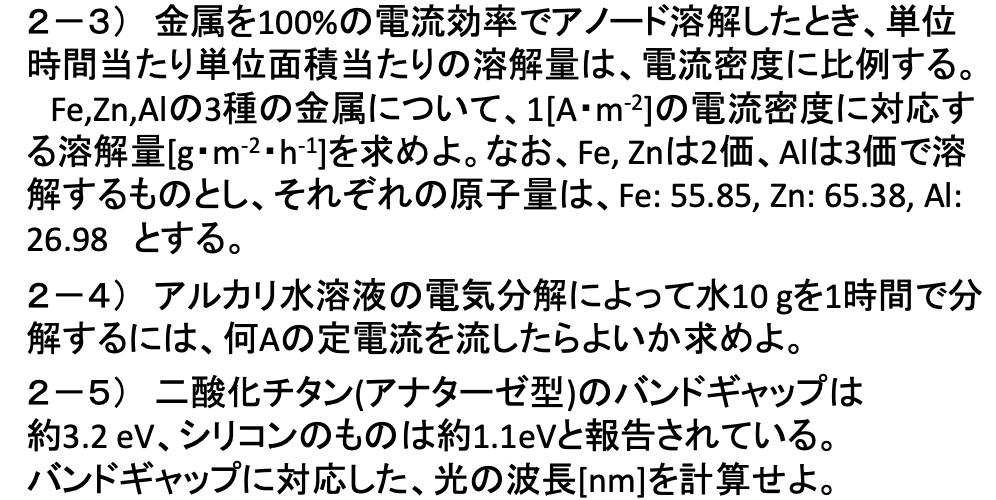 ２－３） 金属を100%の電流効率でアノード溶解したとき、単位
時間当たり単位面積当たりの溶解量は、電流密度に比例する。
Fe,Zn,Alの3種の金属について、1[A・m⁻²]の電流密度に対応す
る溶解量[g・m⁻²・h⁻¹]を求めよ。なお、Fe, Znは2価、Alは3価で溶
解するものとし、それぞれの原子量は、Fe: 55.85, Zn: 65.38, Al:
26.98 とする。
２－４） アルカリ水溶液の電気分解によって水10 gを1時間で分
解するには、何Aの定電流を流したらよいか求めよ。
２－５） 二酸化チタン(アナターゼ型)のバンドギャップは
約3.2 eV、シリコンのものは約1.1eVと報告されている。
バンドギャップに対応した、光の波長[nm]を計算せよ。